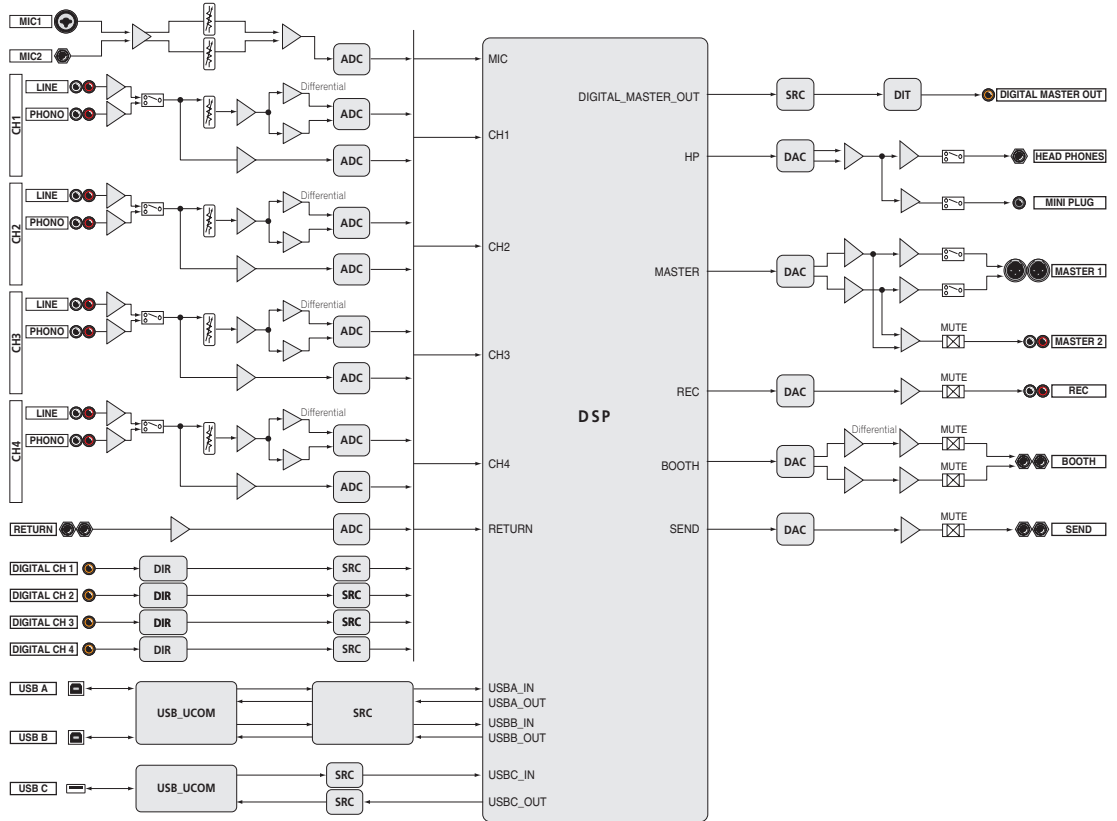 MIC1
MIC2
ADC
MIC
CH1
LINE
PHONO
Differential
ADC
ADC
CH1
CH2
LINE
PHONO
Differential
ADC
ADC
CH2
CH3
LINE
PHONO
Differential
ADC
ADC
CH3
CH4
LINE
PHONO
Differential
ADC
ADC
CH4
RETURN
ADC
RETURN
DIGITAL CH 1
DIR
SRC
DIGITAL CH 2
DIR
SRC
DIGITAL CH 3
DIR
SRC
DIGITAL CH 4
DIR
SRC
USB A
USB B
USB_UCOM
SRC
USBA_IN
USBA_OUT
USBB_IN
USBB_OUT
USB C
USB_UCOM
SRC
SRC
USBC_IN
USBC_OUT
DSP
DIGITAL_MASTER_OUT
SRC
DIT
DIGITAL MASTER OUT
HP
DAC
HEAD PHONES
MINI PLUG
MASTER
DAC
MASTER 1
MUTE
MASTER 2
REC
DAC
MUTE
REC
BOOTH
DAC
Differential
MUTE
MUTE
BOOTH
SEND
DAC
MUTE
SEND